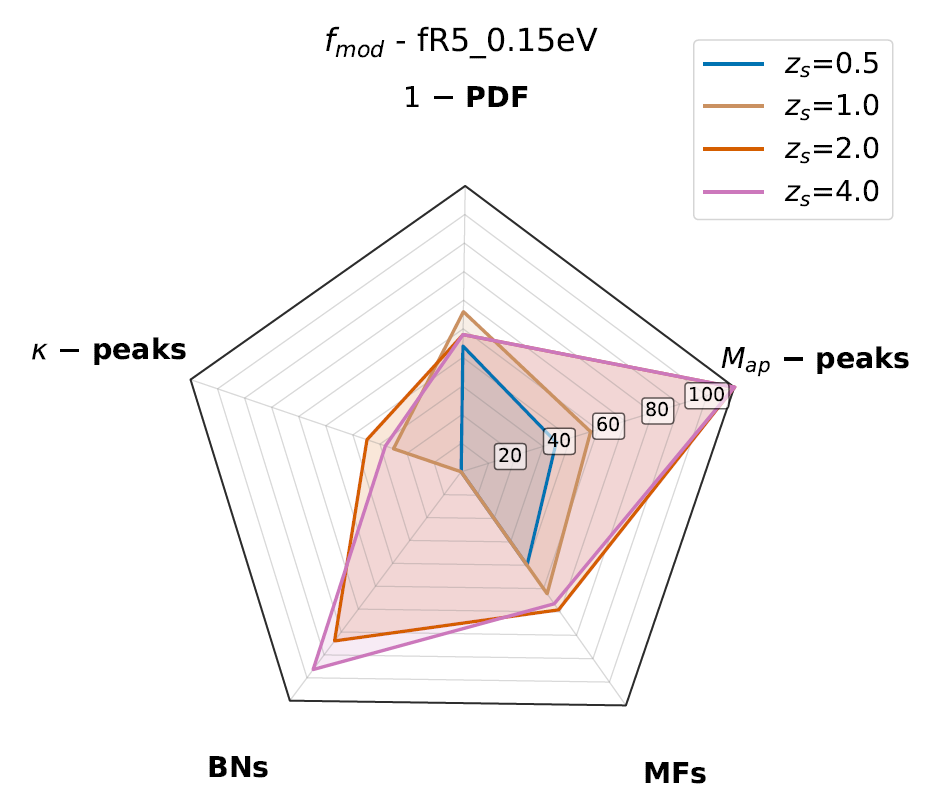 f_mod - fR5_0.15eV
1 − PDF
z_s=0.5
z_s=1.0
z_s=2.0
z_s=4.0
κ − peaks
M_ap − peaks
100
80
60
40
20
BNs
MFs